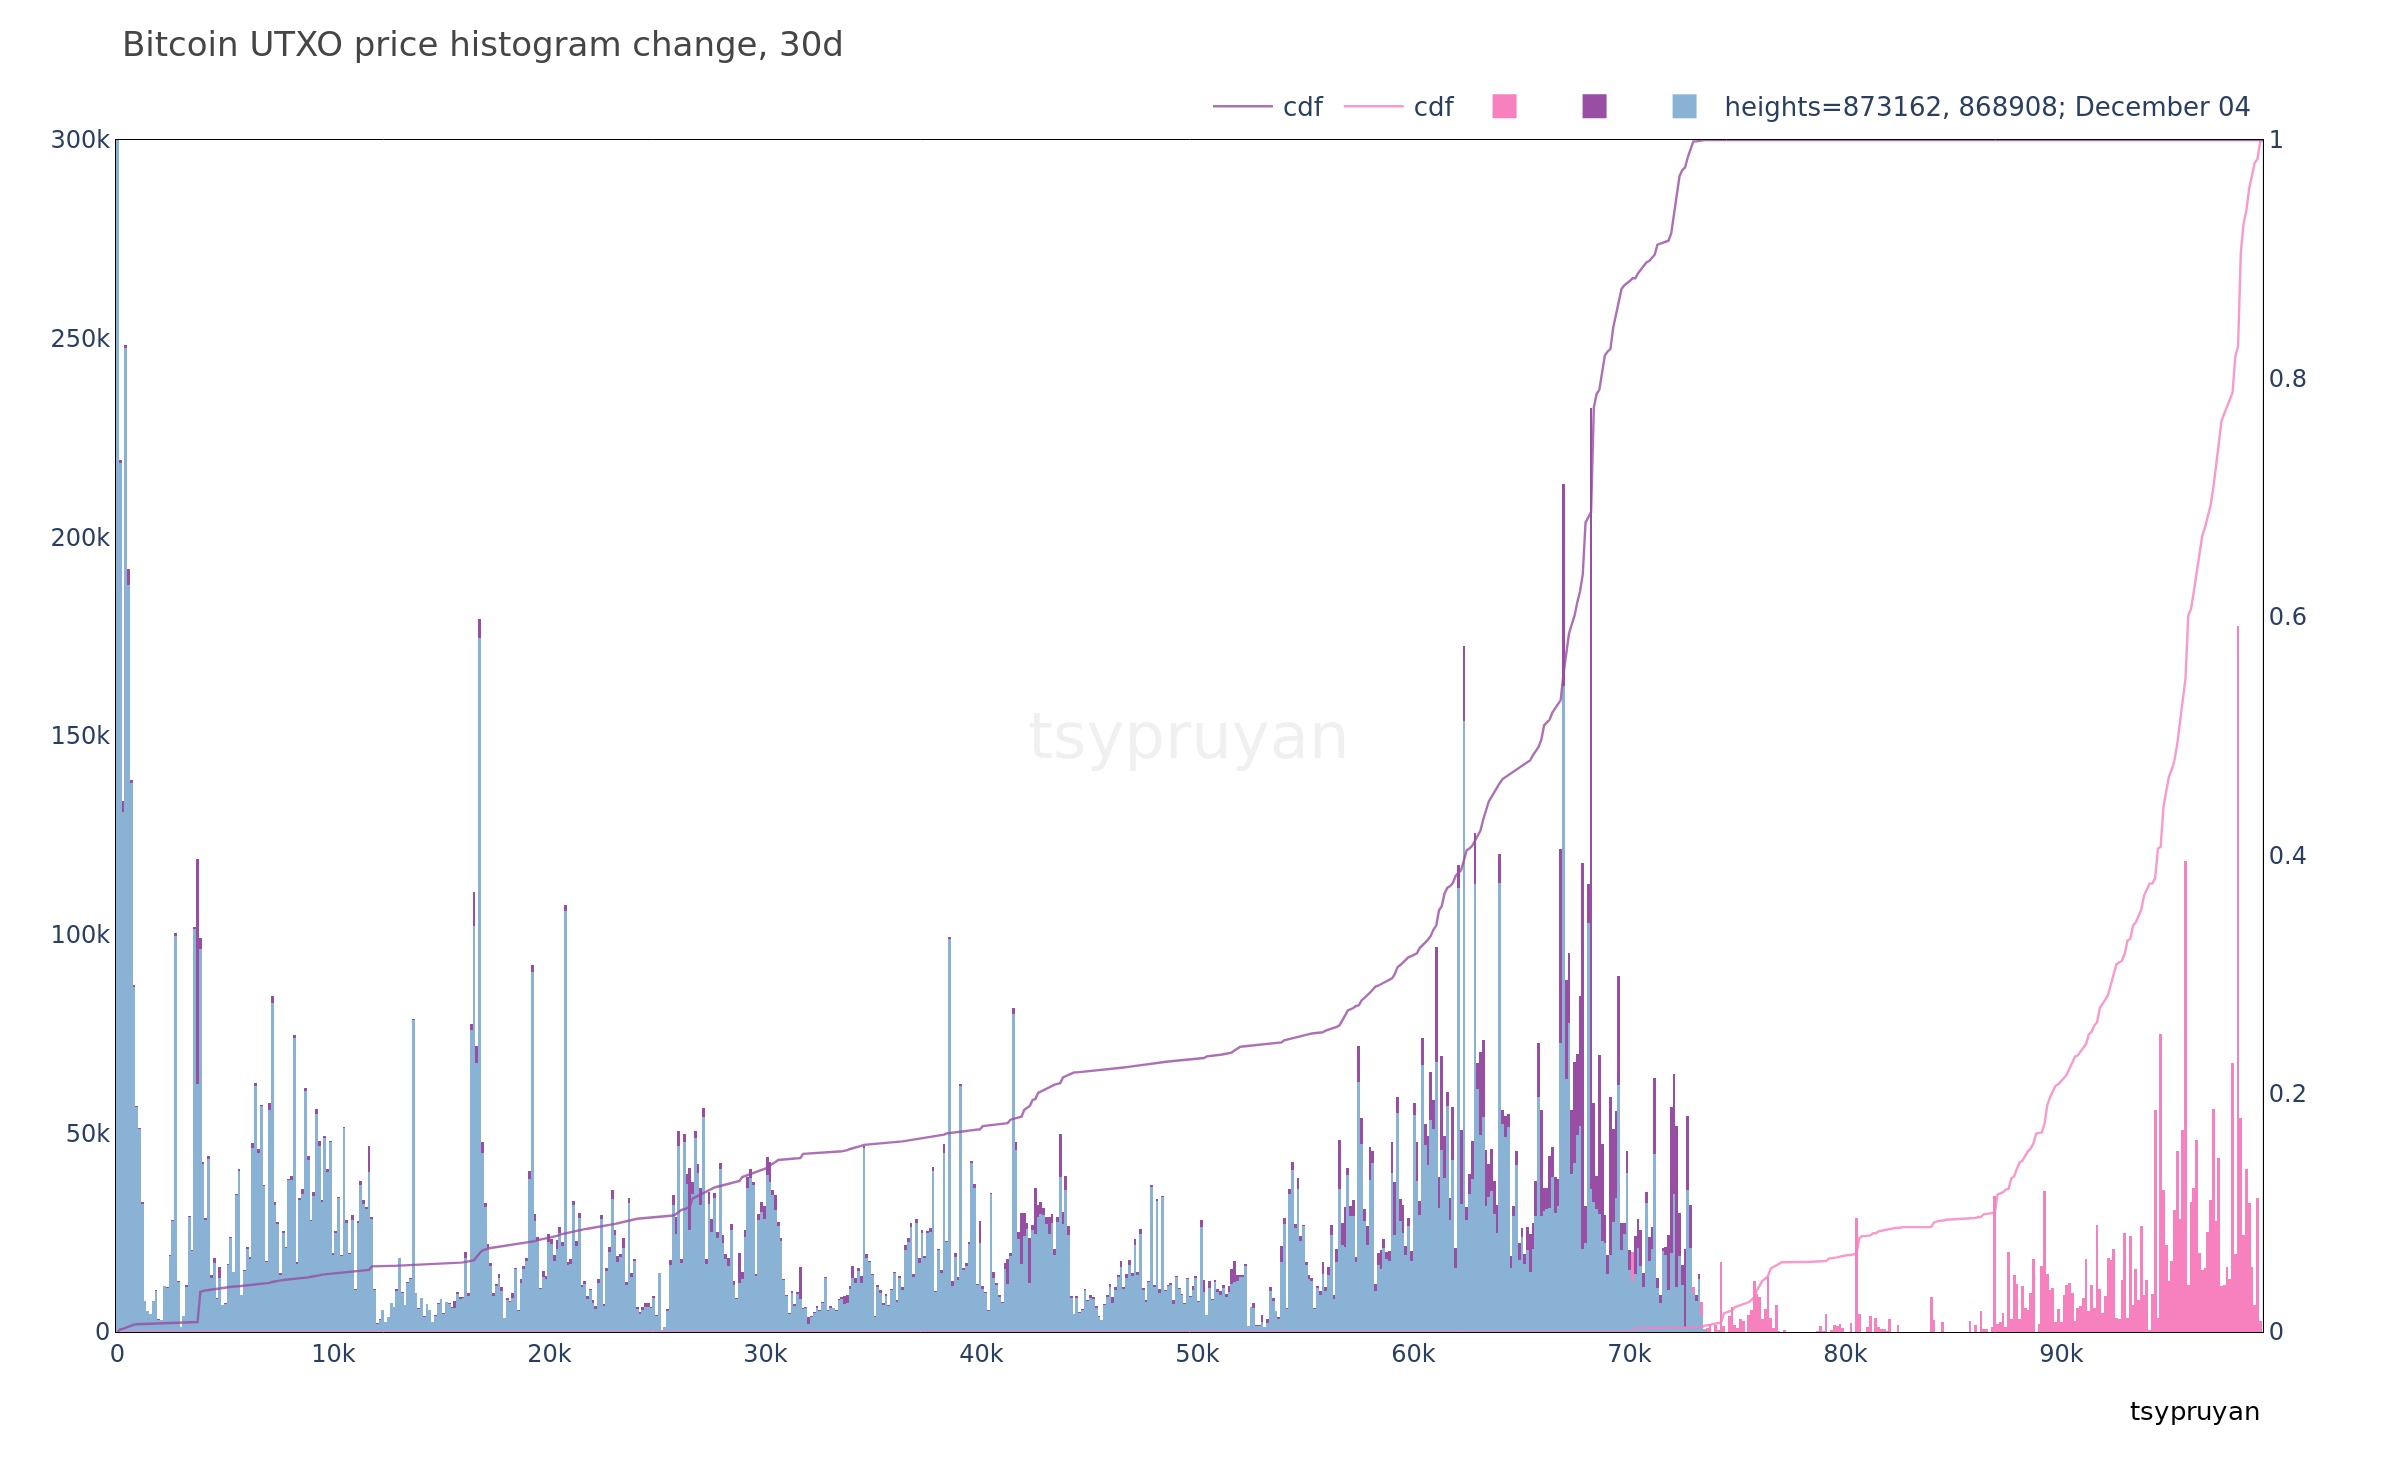 Bitcoin UTXO price histogram change, 30d
cdf cdf heights=873162, 868908; December 04
300k 1
250k
0.8
200k
0.6
150k
tsypruyan
0.4
100k
0.2
50k
0 0
0 10k 20k 30k 40k 50k 60k 70k 80k 90k
tsypruyan